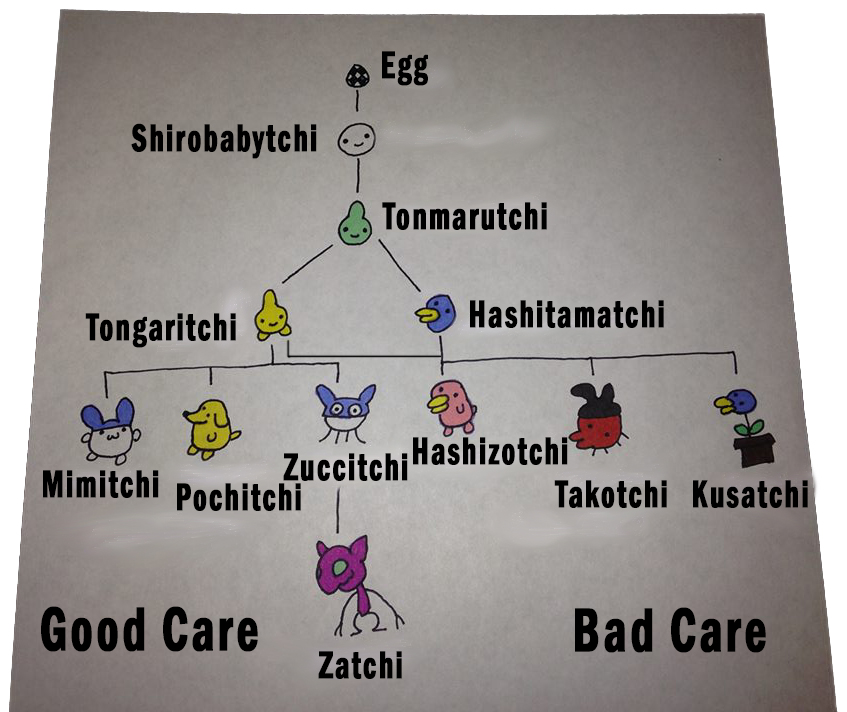 Egg
Shirobabytchi
Tonmarutchi
Tongaritchi
Hashitamatchi
Mimitchi
Pochitchi
Zuccitchi
Hashizotchi
Takotchi
Kusatchi
Good Care
Bad Care
Zatchi